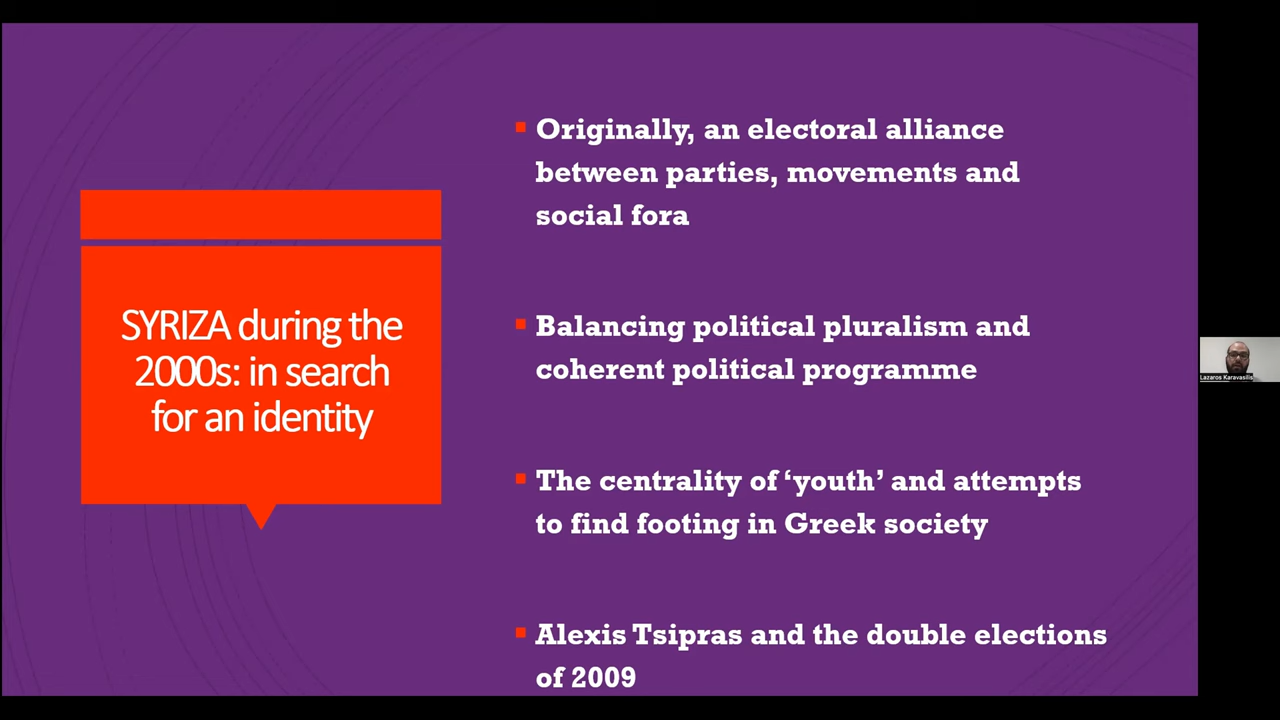 SYRIZA during the
2000s: in search
for an identity
▪ Originally, an electoral alliance
between parties, movements and
social fora
▪ Balancing political pluralism and
coherent political programme
▪ The centrality of ‘youth’ and attempts
to find footing in Greek society
▪ Alexis Tsipras and the double elections
of 2009
Lazaros Karavasilis